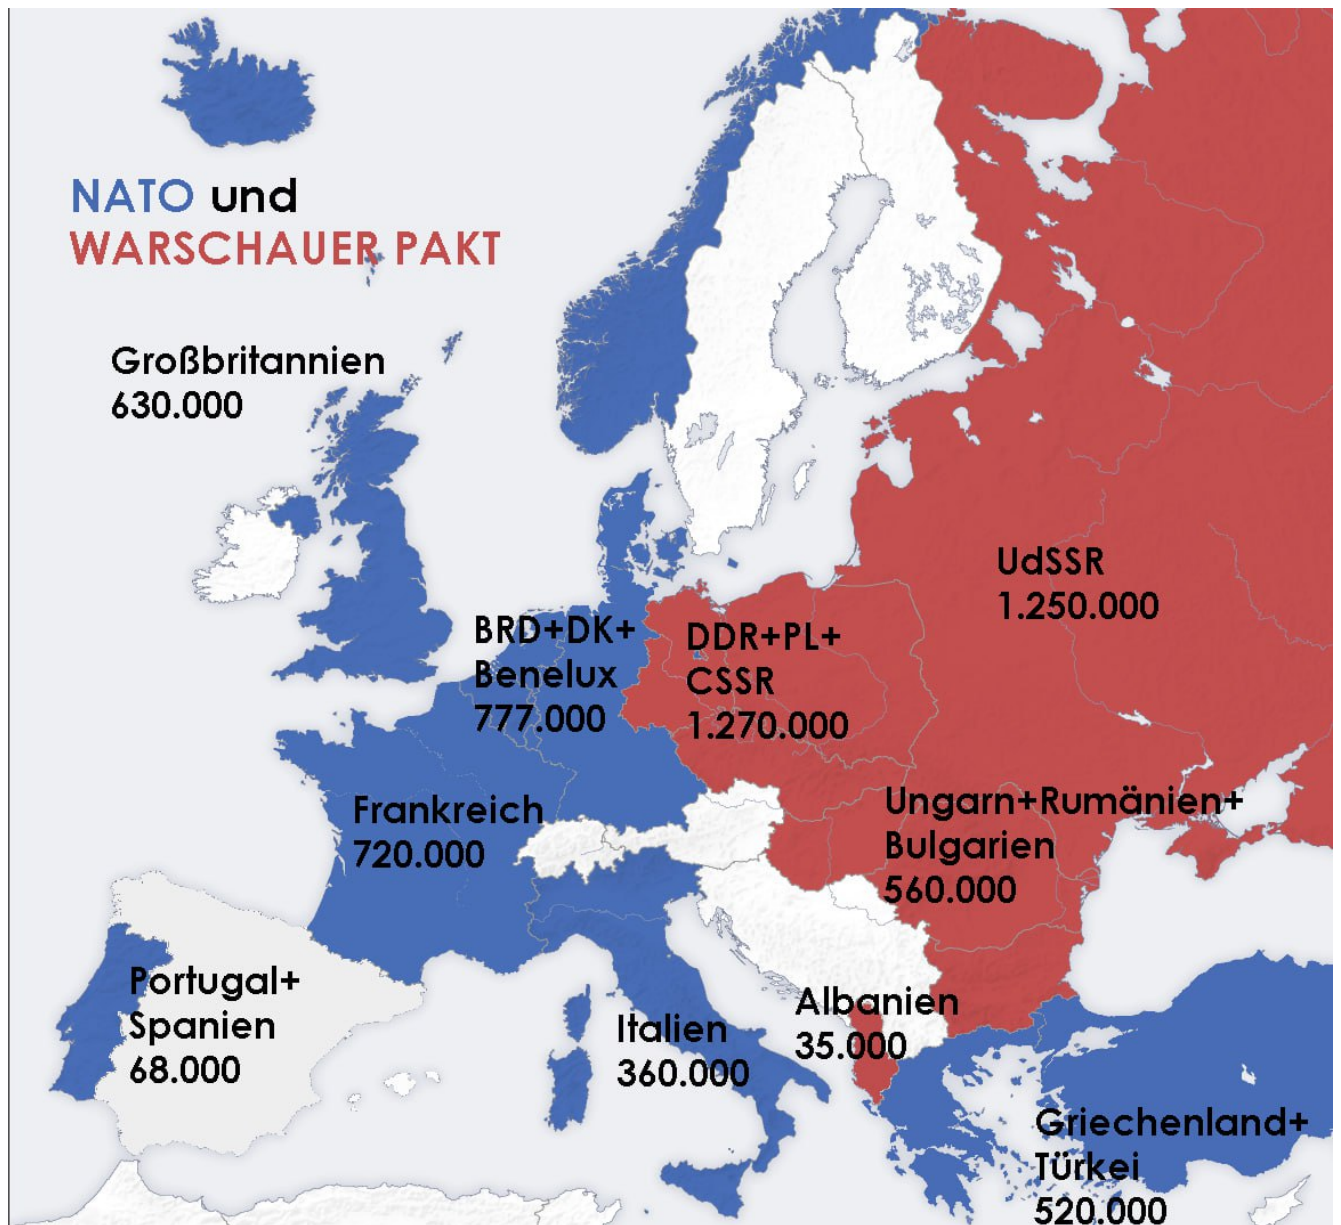 NATO und
WARSCHAUER PAKT
Großbritannien
630.000
UdSSR
1.250.000
BRD+DK+
Benelux
777.000
DDR+PL+
CSSR
1.270.000
Frankreich
720.000
Ungarn+Rumänien+
Bulgarien
560.000
Portugal+
Spanien
68.000
Italien
360.000
Albanien
35.000
Griechenland+
Türkei
520.000